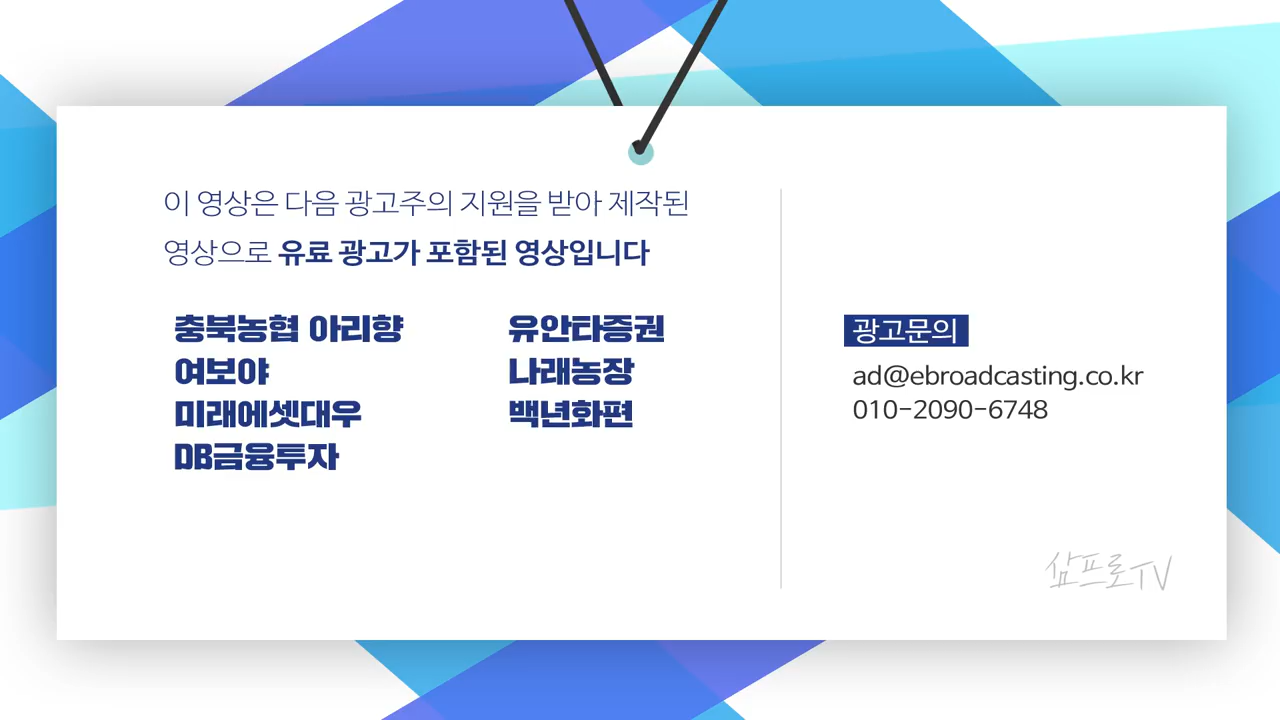 이 영상은 다음 광고주의 지원을 받아 제작된
영상으로 유료 광고가 포함된 영상입니다
충북농협 아리향
여보야
미래에셋대우
DB금융투자
유안타증권
나래농장
백년화편
광고문의
ad@ebroadcasting.co.kr
010-2090-6748
삼프로TV